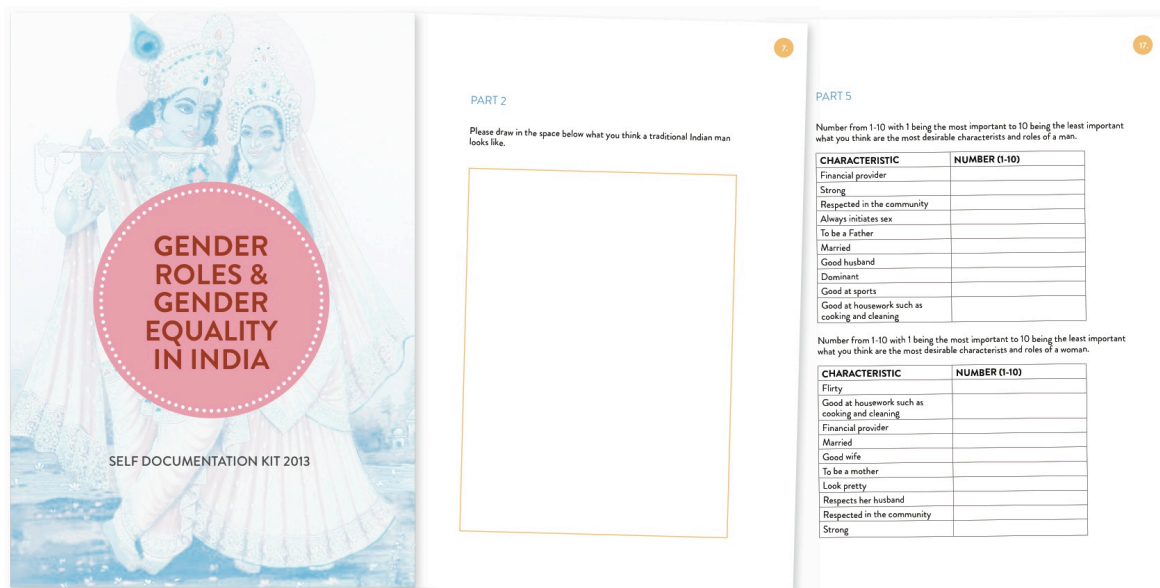 GENDER
ROLES &
GENDER
EQUALITY
IN INDIA
SELF DOCUMENTATION KIT 2013
7.
PART 2
Please draw in the space below what you think a traditional Indian man
looks like.
17.
PART 5
Number from 1-10 with 1 being the most important to 10 being the least important
what you think are the most desirable characterists and roles of a man.
CHARACTERISTIC NUMBER (1-10)
Financial provider
Strong
Respected in the community
Always initiates sex
To be a Father
Married
Good husband
Dominant
Good at sports
Good at housework such as
cooking and cleaning
Number from 1-10 with 1 being the most important to 10 being the least important
what you think are the most desirable characterists and roles of a woman.
CHARACTERISTIC NUMBER (1-10)
Flirty
Good at housework such as
cooking and cleaning
Financial provider
Married
Good wife
To be a mother
Look pretty
Respects her husband
Respected in the community
Strong